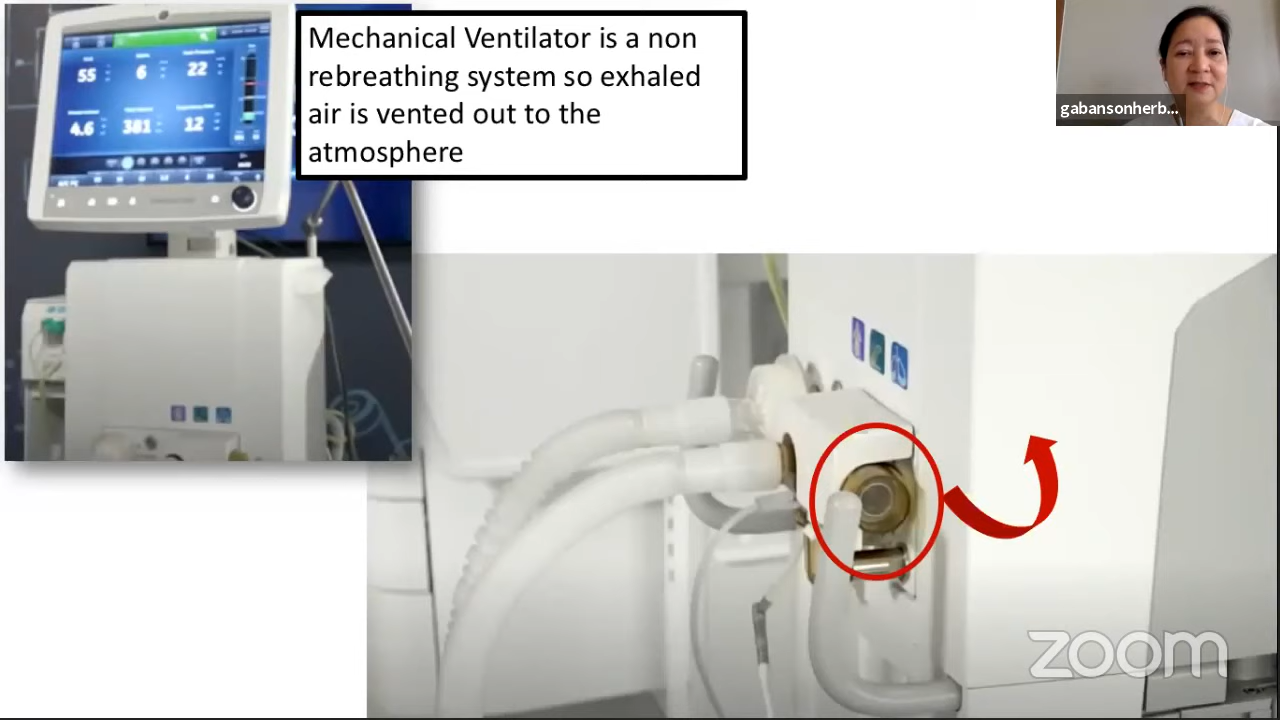 Mechanical Ventilator is a non
rebreathing system so exhaled
air is vented out to the
atmosphere
gabansonherb...
55
6
22
4.6
381
12
zoom